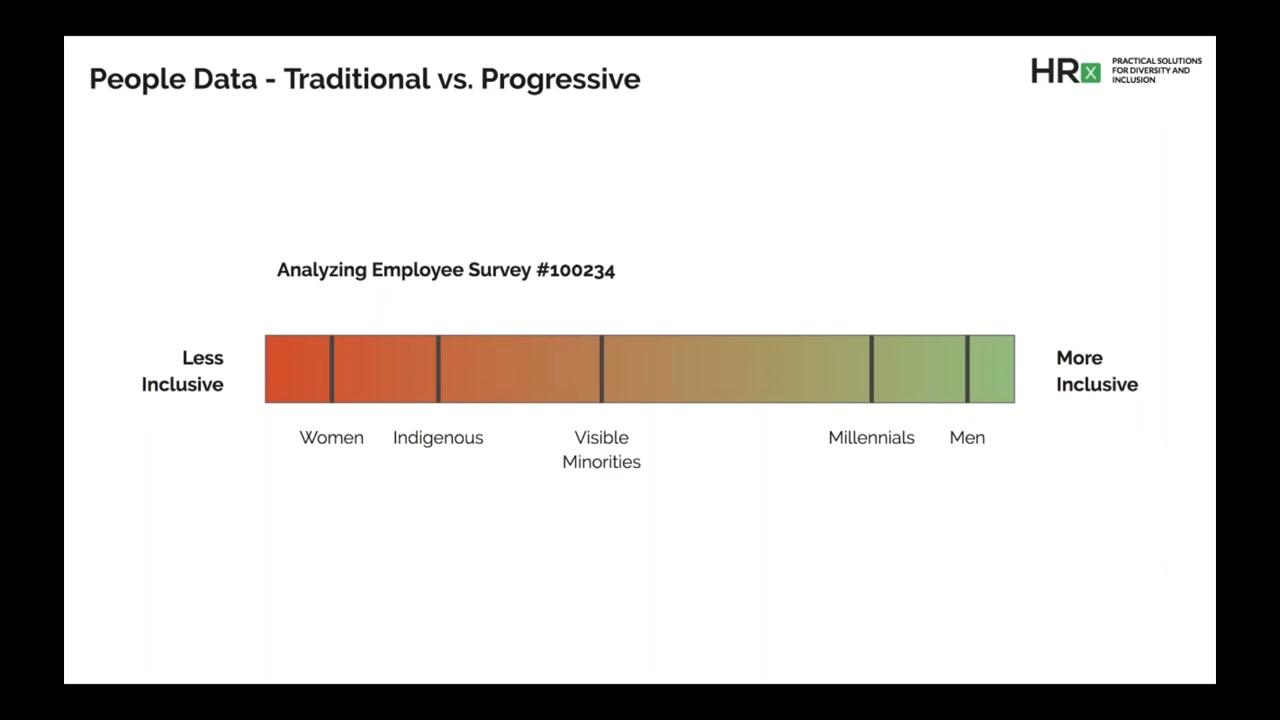 People Data - Traditional vs. Progressive
HRx
PRACTICAL SOLUTIONS
FOR DIVERSITY AND
INCLUSION
Analyzing Employee Survey #100234
Less
Inclusive
More
Inclusive
Women
Indigenous
Visible
Minorities
Millennials
Men